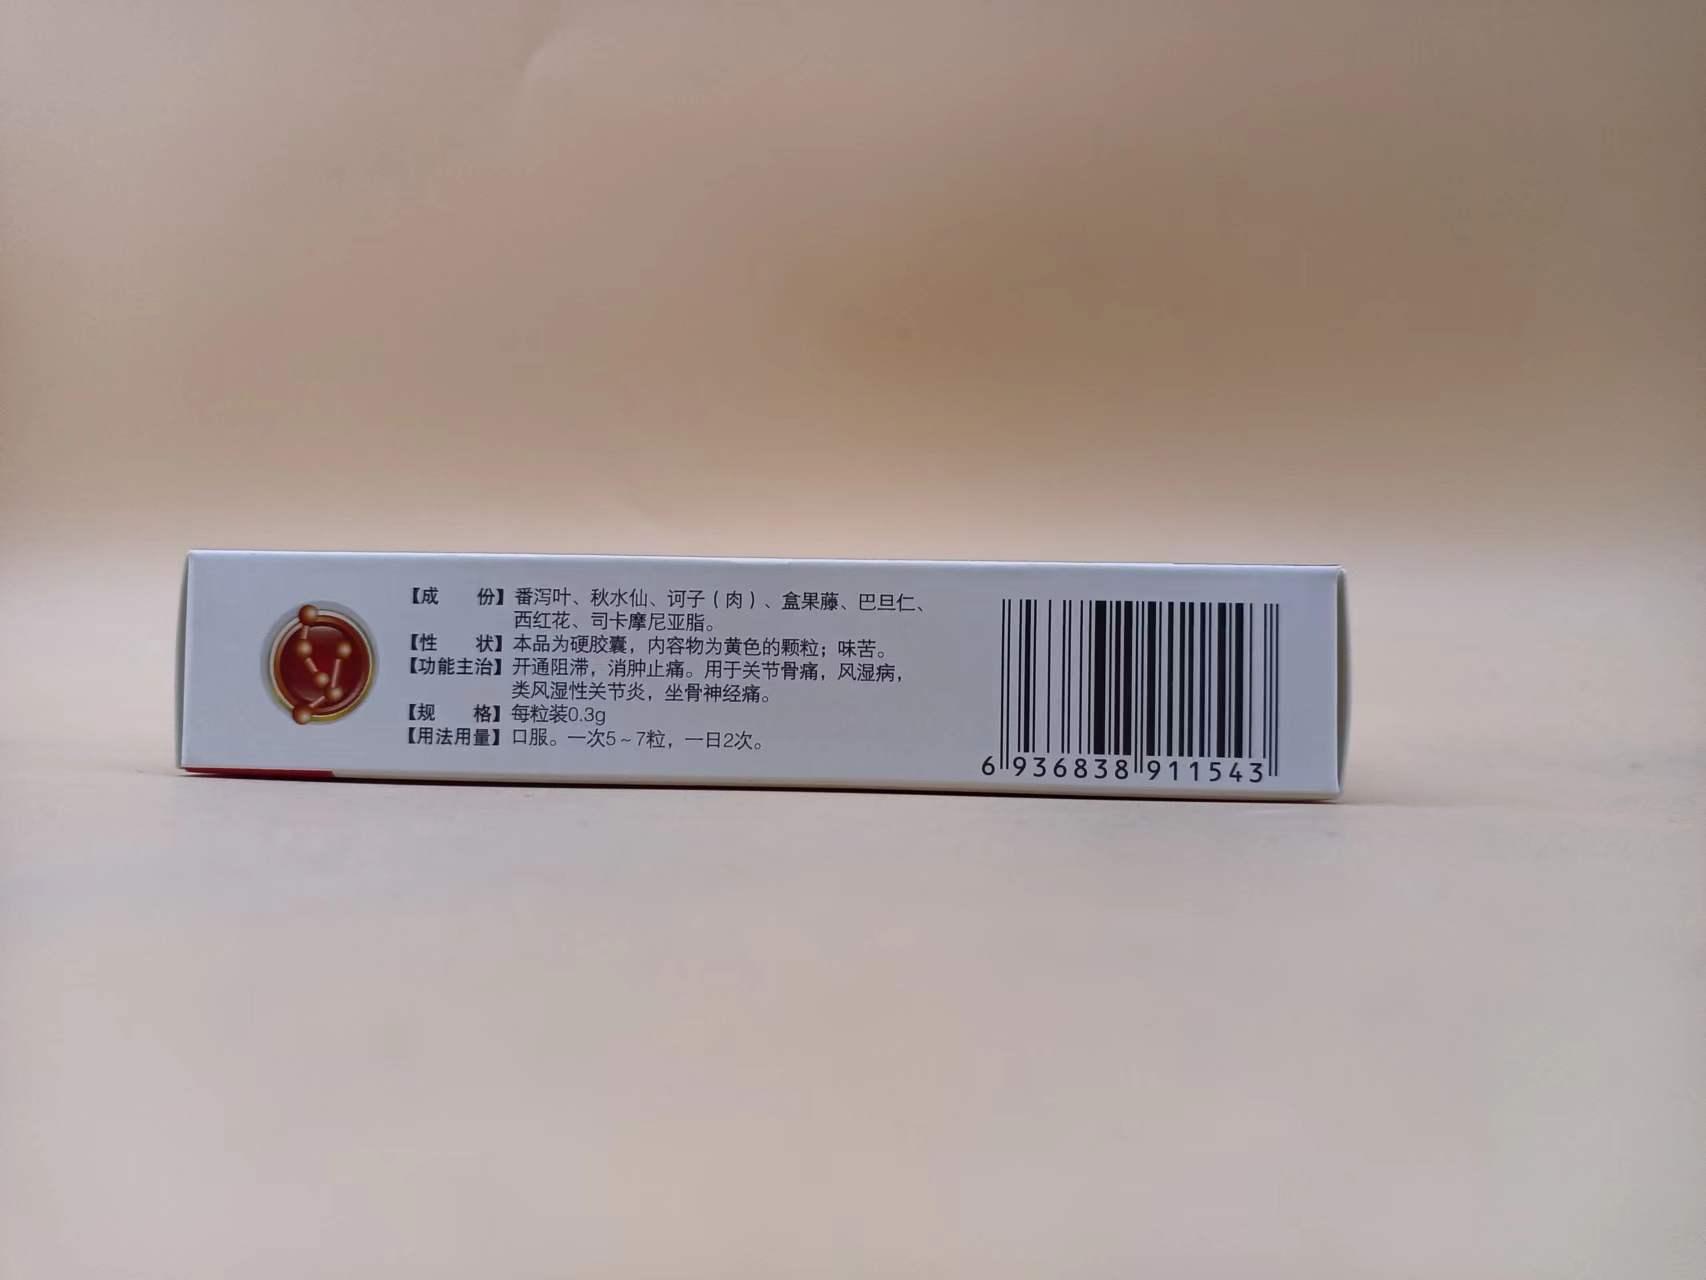 【成　份】番泻叶、秋水仙、诃子（肉）、盒果藤、巴旦仁、
西红花、司卡摩尼亚脂。
【性　状】本品为硬胶囊，内容物为黄色的颗粒；味苦。
【功能主治】开通阻滞，消肿止痛。用于关节骨痛，风湿病，
类风湿性关节炎，坐骨神经痛。
【规　格】每粒装0.3g
【用法用量】口服。一次5～7粒，一日2次。
6 936838 911543